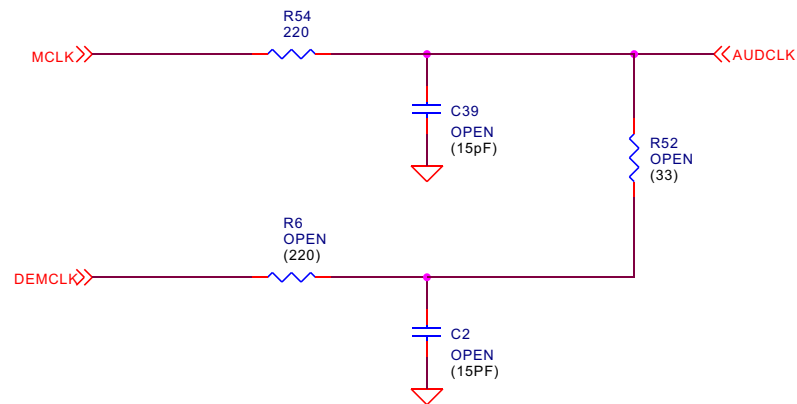 R54
220
MCLK
AUDCLK
C39
OPEN
(15pF)
R52
OPEN
(33)
R6
OPEN
(220)
DEMCLK
C2
OPEN
(15PF)